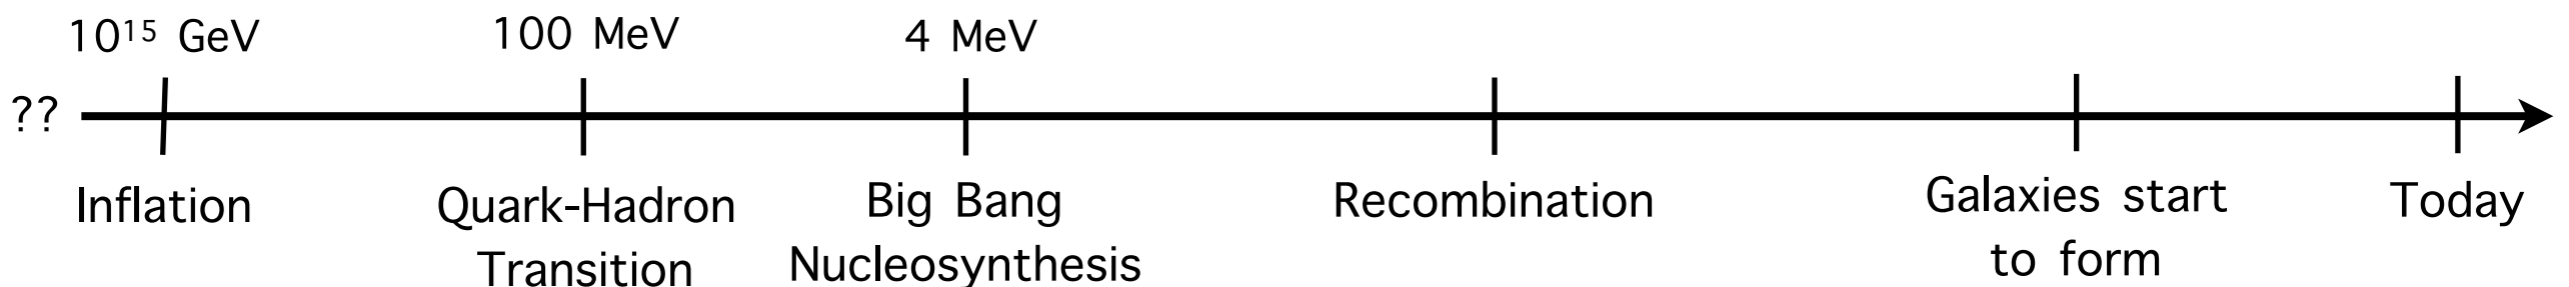 10¹⁵ GeV
100 MeV
4 MeV
??
Inflation
Quark-Hadron
Transition
Big Bang
Nucleosynthesis
Recombination
Galaxies start
to form
Today